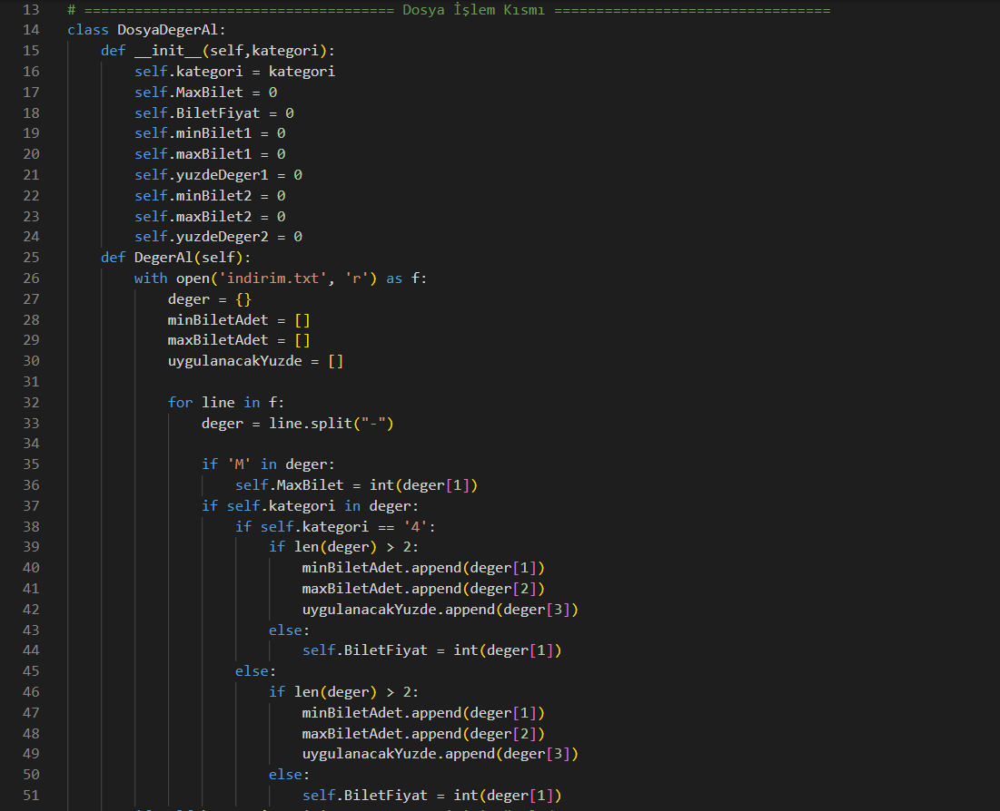 13 # ===================================== Dosya İşlem Kısmı =================================
14 class DosyaDegerAl:
15     def __init__(self,kategori):
16         self.kategori = kategori
17         self.MaxBilet = 0
18         self.BiletFiyat = 0
19         self.minBilet1 = 0
20         self.maxBilet1 = 0
21         self.yuzdeDeger1 = 0
22         self.minBilet2 = 0
23         self.maxBilet2 = 0
24         self.yuzdeDeger2 = 0
25     def DegerAl(self):
26         with open('indirim.txt', 'r') as f:
27             deger = {}
28             minBiletAdet = []
29             maxBiletAdet = []
30             uygulanacakYuzde = []
31
32             for line in f:
33                 deger = line.split("-")
34
35                 if 'M' in deger:
36                     self.MaxBilet = int(deger[1])
37                 if self.kategori in deger:
38                     if self.kategori == '4':
39                         if len(deger) > 2:
40                             minBiletAdet.append(deger[1])
41                             maxBiletAdet.append(deger[2])
42                             uygulanacakYuzde.append(deger[3])
43                         else:
44                             self.BiletFiyat = int(deger[1])
45                     else:
46                         if len(deger) > 2:
47                             minBiletAdet.append(deger[1])
48                             maxBiletAdet.append(deger[2])
49                             uygulanacakYuzde.append(deger[3])
50                         else:
51                             self.BiletFiyat = int(deger[1])